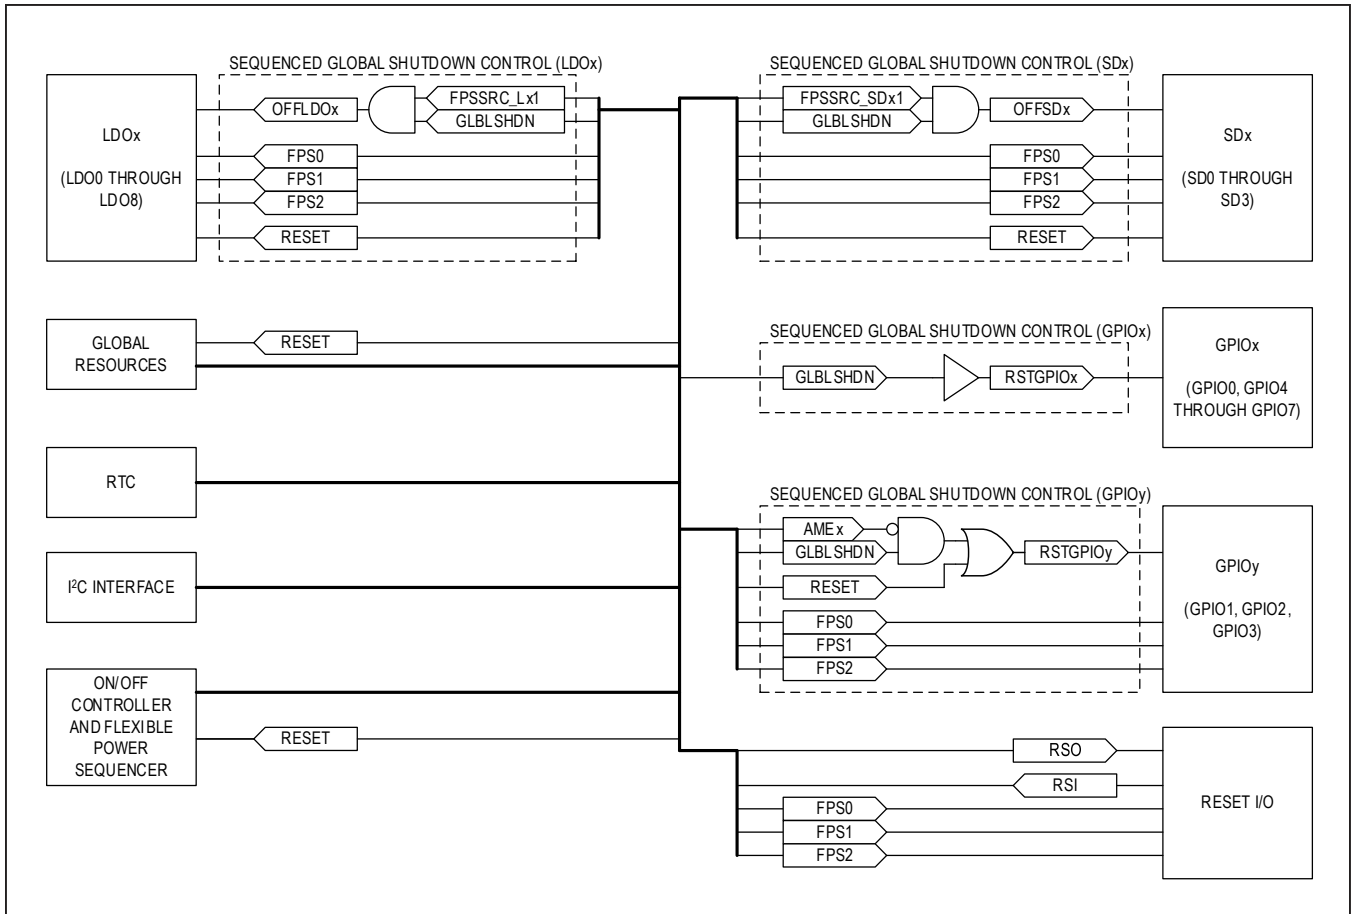 SEQUENCED GLOBAL SHUTDOWN CONTROL (LDOx)
LDOx
(LDO0 THROUGH
LDO8)
OFFLDOx
FPSSRC_Lx1
GLBLSHDN
FPS0
FPS1
FPS2
RESET
SEQUENCED GLOBAL SHUTDOWN CONTROL (SDx)
FPSSRC_SDx1
GLBLSHDN
OFFSDx
FPS0
FPS1
FPS2
RESET
SDx
(SD0 THROUGH
SD3)
GLOBAL
RESOURCES
RESET
SEQUENCED GLOBAL SHUTDOWN CONTROL (GPIOx)
GLBLSHDN
RSTGPIOx
GPIOx
(GPIO0, GPIO4
THROUGH GPIO7)
RTC
SEQUENCED GLOBAL SHUTDOWN CONTROL (GPIOy)
AMEx
GLBLSHDN
RESET
RSTGPIOy
FPS0
FPS1
FPS2
GPIOy
(GPIO1, GPIO2,
GPIO3)
I²C INTERFACE
ON/OFF
CONTROLLER
AND FLEXIBLE
POWER
SEQUENCER
RESET
RSO
RSI
FPS0
FPS1
FPS2
RESET I/O